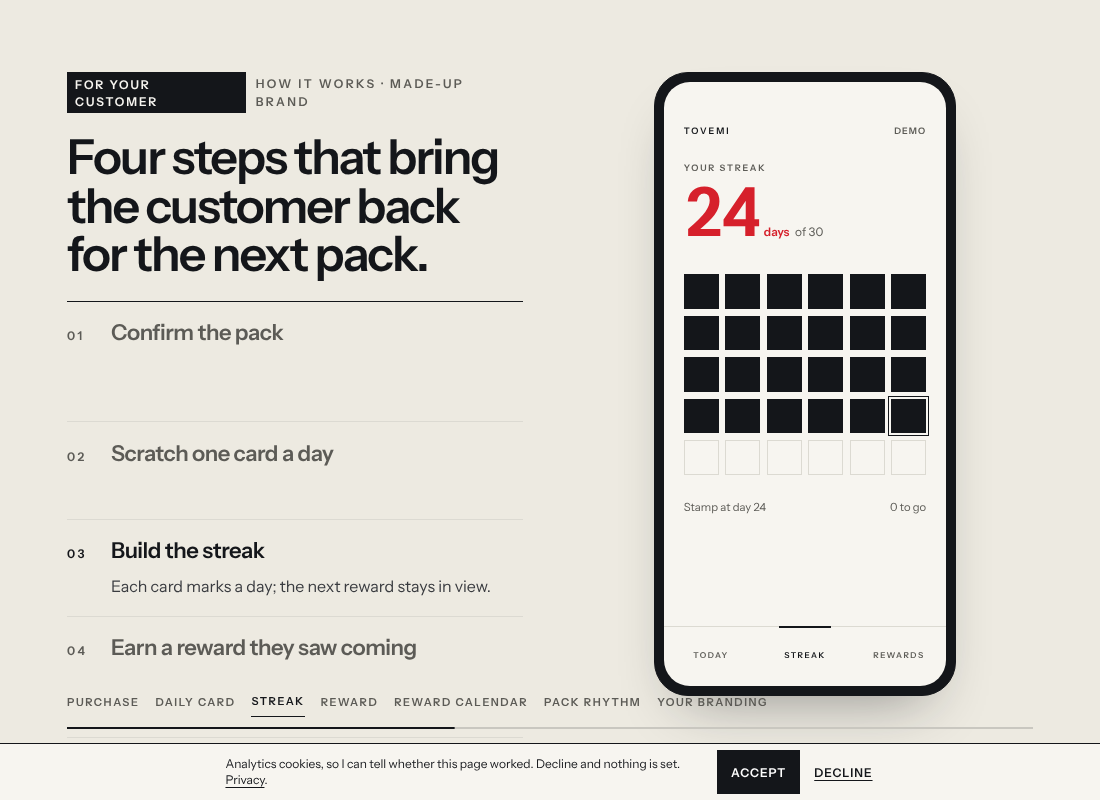 FOR YOUR
CUSTOMER
HOW IT WORKS · MADE-UP
BRAND
Four steps that bring
the customer back
for the next pack.
01 Confirm the pack
02 Scratch one card a day
03 Build the streak
Each card marks a day; the next reward stays in view.
04 Earn a reward they saw coming
TOVEMI DEMO
YOUR STREAK
24 days of 30
Stamp at day 24 0 to go
TODAY STREAK REWARDS
PURCHASE DAILY CARD STREAK REWARD REWARD CALENDAR PACK RHYTHM YOUR BRANDING
Analytics cookies, so I can tell whether this page worked. Decline and nothing is set.
Privacy.
ACCEPT DECLINE